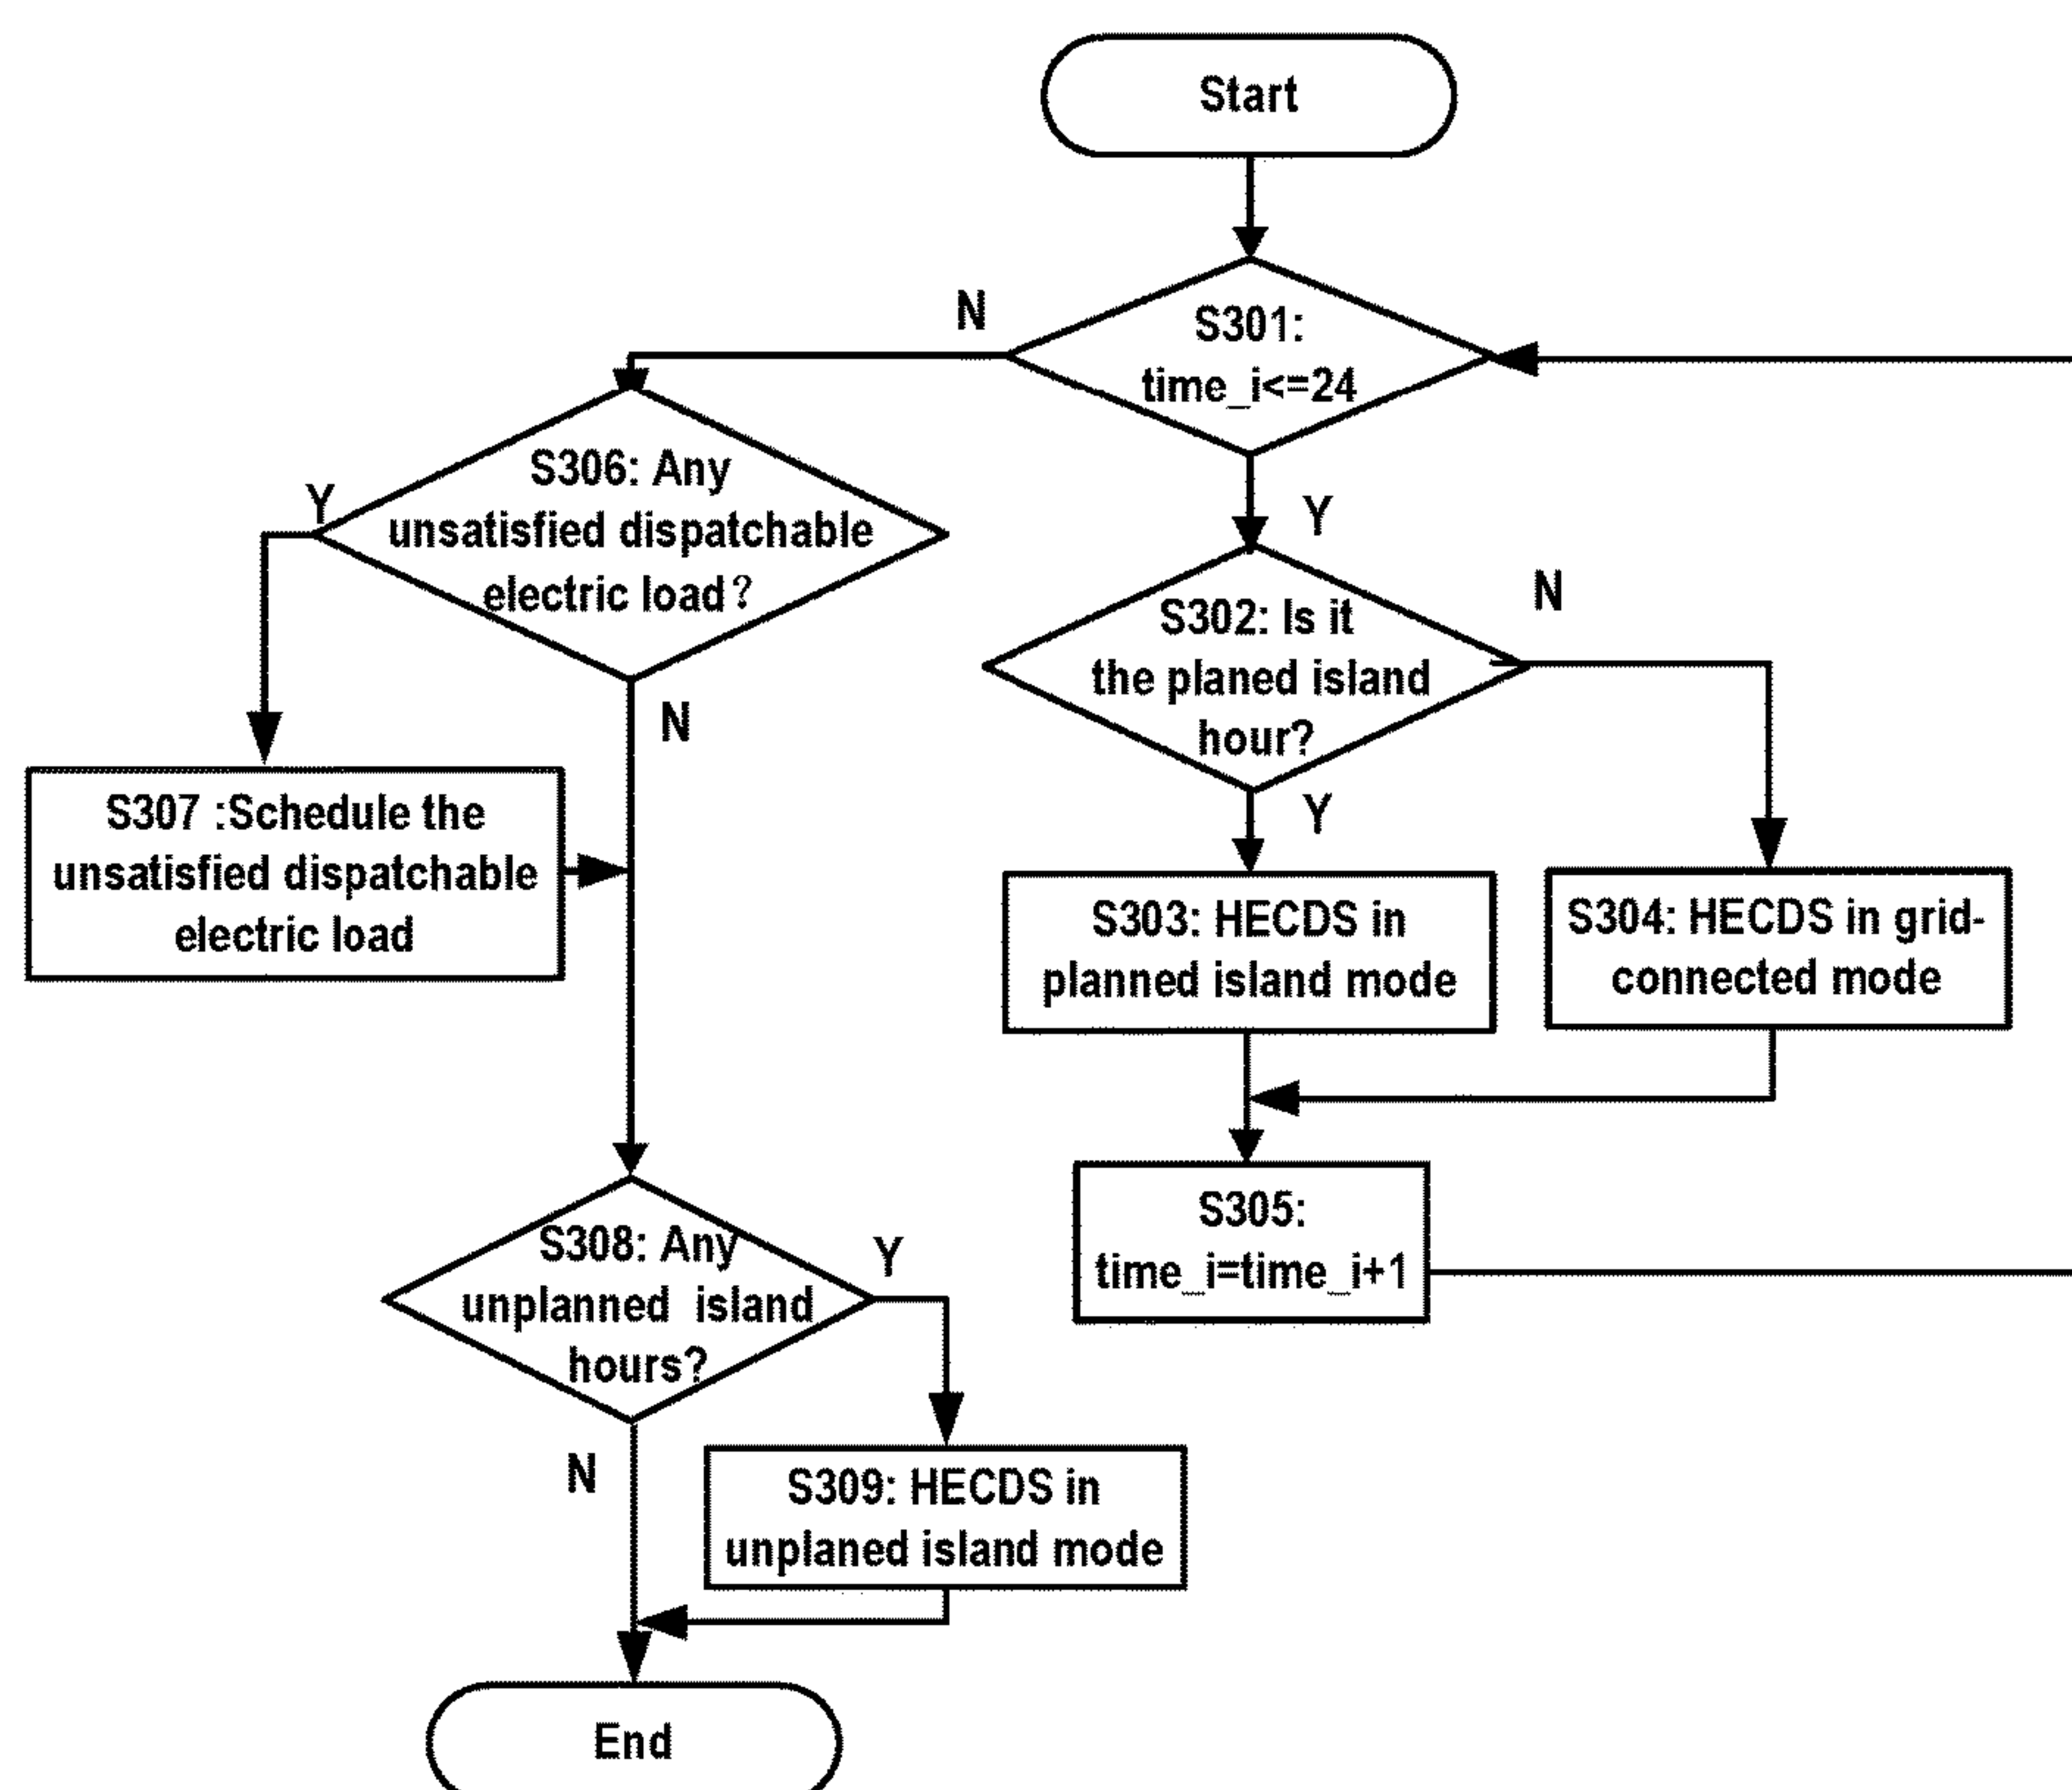 Start
S301:
time_i<=24
N
Y
S302: Is it
the planed island
hour?
N
Y
S303: HECDS in
planned island mode
S304: HECDS in grid-
connected mode
S305:
time_i=time_i+1
S306: Any
unsatisfied dispatchable
electric load?
Y
N
S307 :Schedule the
unsatisfied dispatchable
electric load
S308: Any
unplanned island
hours?
Y
N
S309: HECDS in
unplaned island mode
End